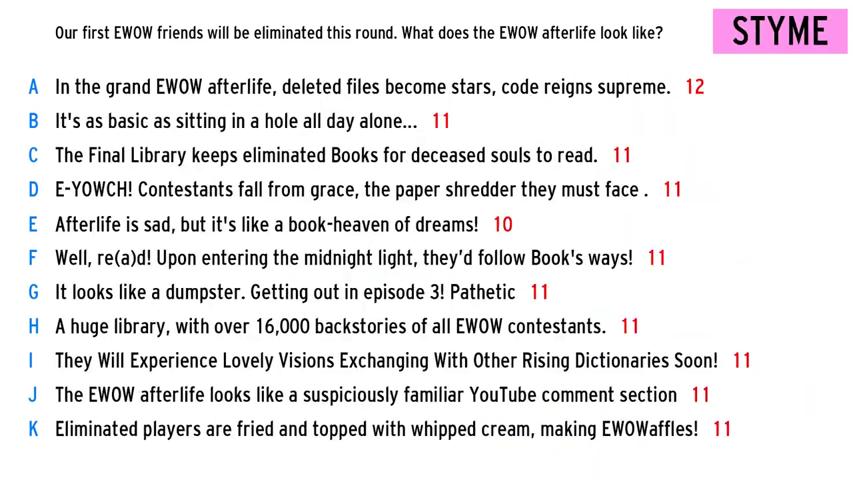 Our first EWOW friends will be eliminated this round. What does the EWOW afterlife look like?
STYME
A In the grand EWOW afterlife, deleted files become stars, code reigns supreme. 12
B It's as basic as sitting in a hole all day alone... 11
C The Final Library keeps eliminated Books for deceased souls to read. 11
D E-YOWCH! Contestants fall from grace, the paper shredder they must face . 11
E Afterlife is sad, but it's like a book-heaven of dreams! 10
F Well, re(a)d! Upon entering the midnight light, they’d follow Book's ways! 11
G It looks like a dumpster. Getting out in episode 3! Pathetic 11
H A huge library, with over 16,000 backstories of all EWOW contestants. 11
I They Will Experience Lovely Visions Exchanging With Other Rising Dictionaries Soon! 11
J The EWOW afterlife looks like a suspiciously familiar YouTube comment section 11
K Eliminated players are fried and topped with whipped cream, making EWOWaffles! 11